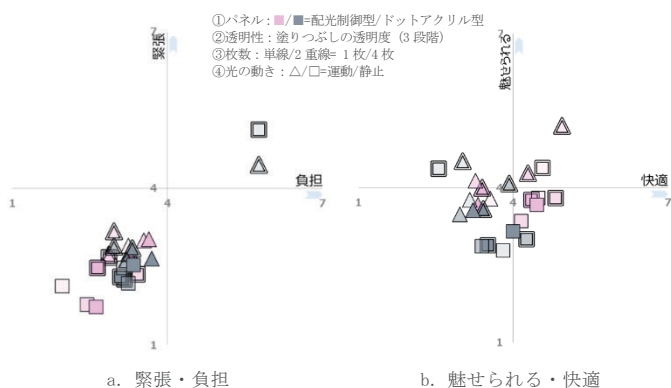 ①パネル：■/■=配光制御型/ドットアクリル型
②透明性：塗りつぶしの透明度（3 段階）
③枚数：単線/2 重線= 1 枚/4 枚
④光の動き：△/□=運動/静止
7
緊張
負担
1
4
7
1
7
魅せられる
快適
1
4
7
1
a. 緊張・負担
b. 魅せられる・快適